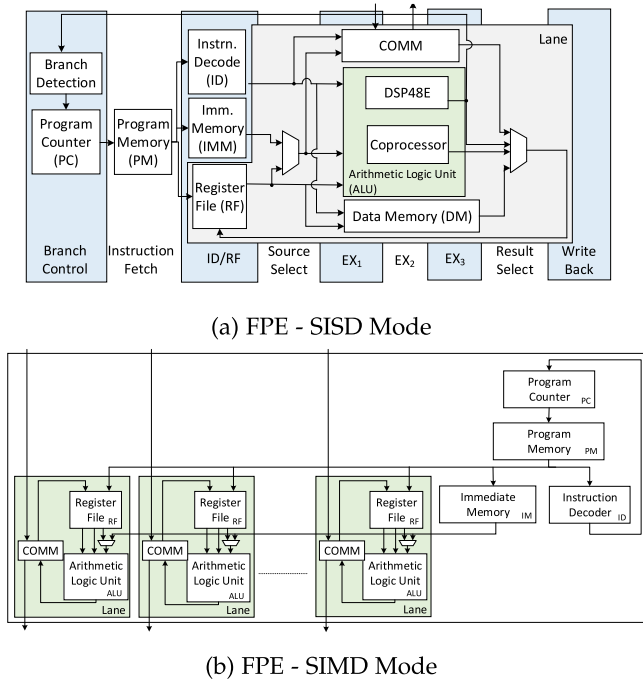 Branch
Detection
Program
Counter
(PC)
Program
Memory
(PM)
Instrn.
Decode
(ID)
Imm.
Memory
(IMM)
Register
File (RF)
COMM
Lane
DSP48E
Coprocessor
Arithmetic Logic Unit
(ALU)
Data Memory (DM)
Branch
Control
Instruction
Fetch
ID/RF
Source
Select
EX1
EX2
EX3
Result
Select
Write
Back
(a) FPE - SISD Mode
Program
Counter PC
Program
Memory PM
Immediate
Memory IM
Instruction
Decoder ID
Register
File RF
COMM
Arithmetic
Logic Unit
ALU
Lane
Register
File RF
COMM
Arithmetic
Logic Unit
ALU
Lane
Register
File RF
COMM
Arithmetic
Logic Unit
ALU
Lane
(b) FPE - SIMD Mode